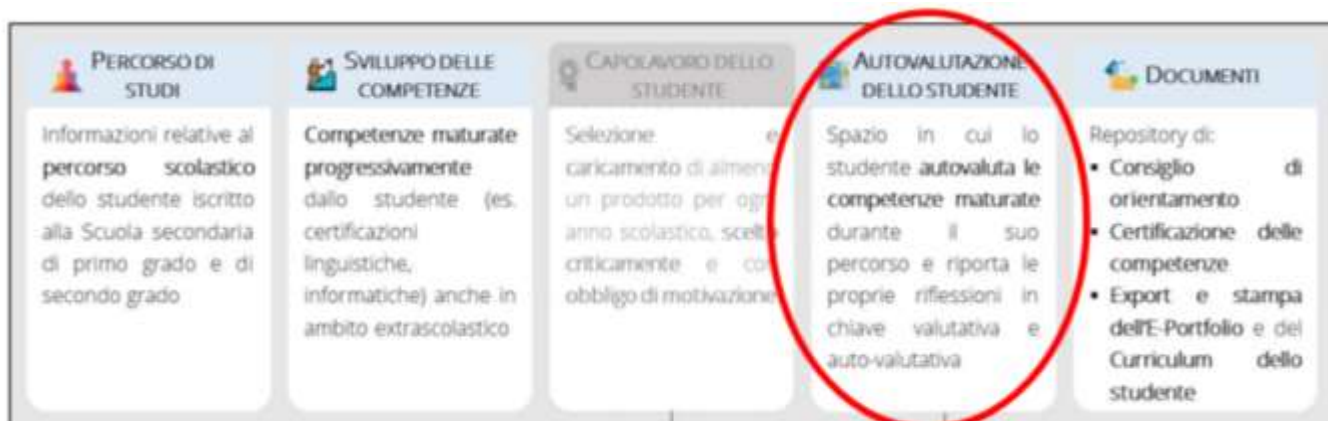 PERCORSO DI
STUDI
Informazioni relative al
percorso scolastico
dello studente iscritto
alla Scuola secondaria
di primo grado e di
secondo grado
SVILUPPO DELLE
COMPETENZE
Competenze maturate
progressivamente
dallo studente (es.
certificazioni
linguistiche,
informatiche) anche in
ambito extrascolastico
CAPOLAVORO DELLO
STUDENTE
Selezione e
caricamento di almeno
un prodotto per ogni
anno scolastico, scelto
criticamente e con
obbligo di motivazione
AUTOVALUTAZIONE
DELLO STUDENTE
Spazio in cui lo
studente autovaluta le
competenze maturate
durante il suo
percorso e riporta le
proprie riflessioni in
chiave valutativa e
auto-valutativa
DOCUMENTI
Repository di:
▪ Consiglio di
orientamento
▪ Certificazione delle
competenze
▪ Export e stampa
dell'E-Portfolio e del
Curriculum dello
studente